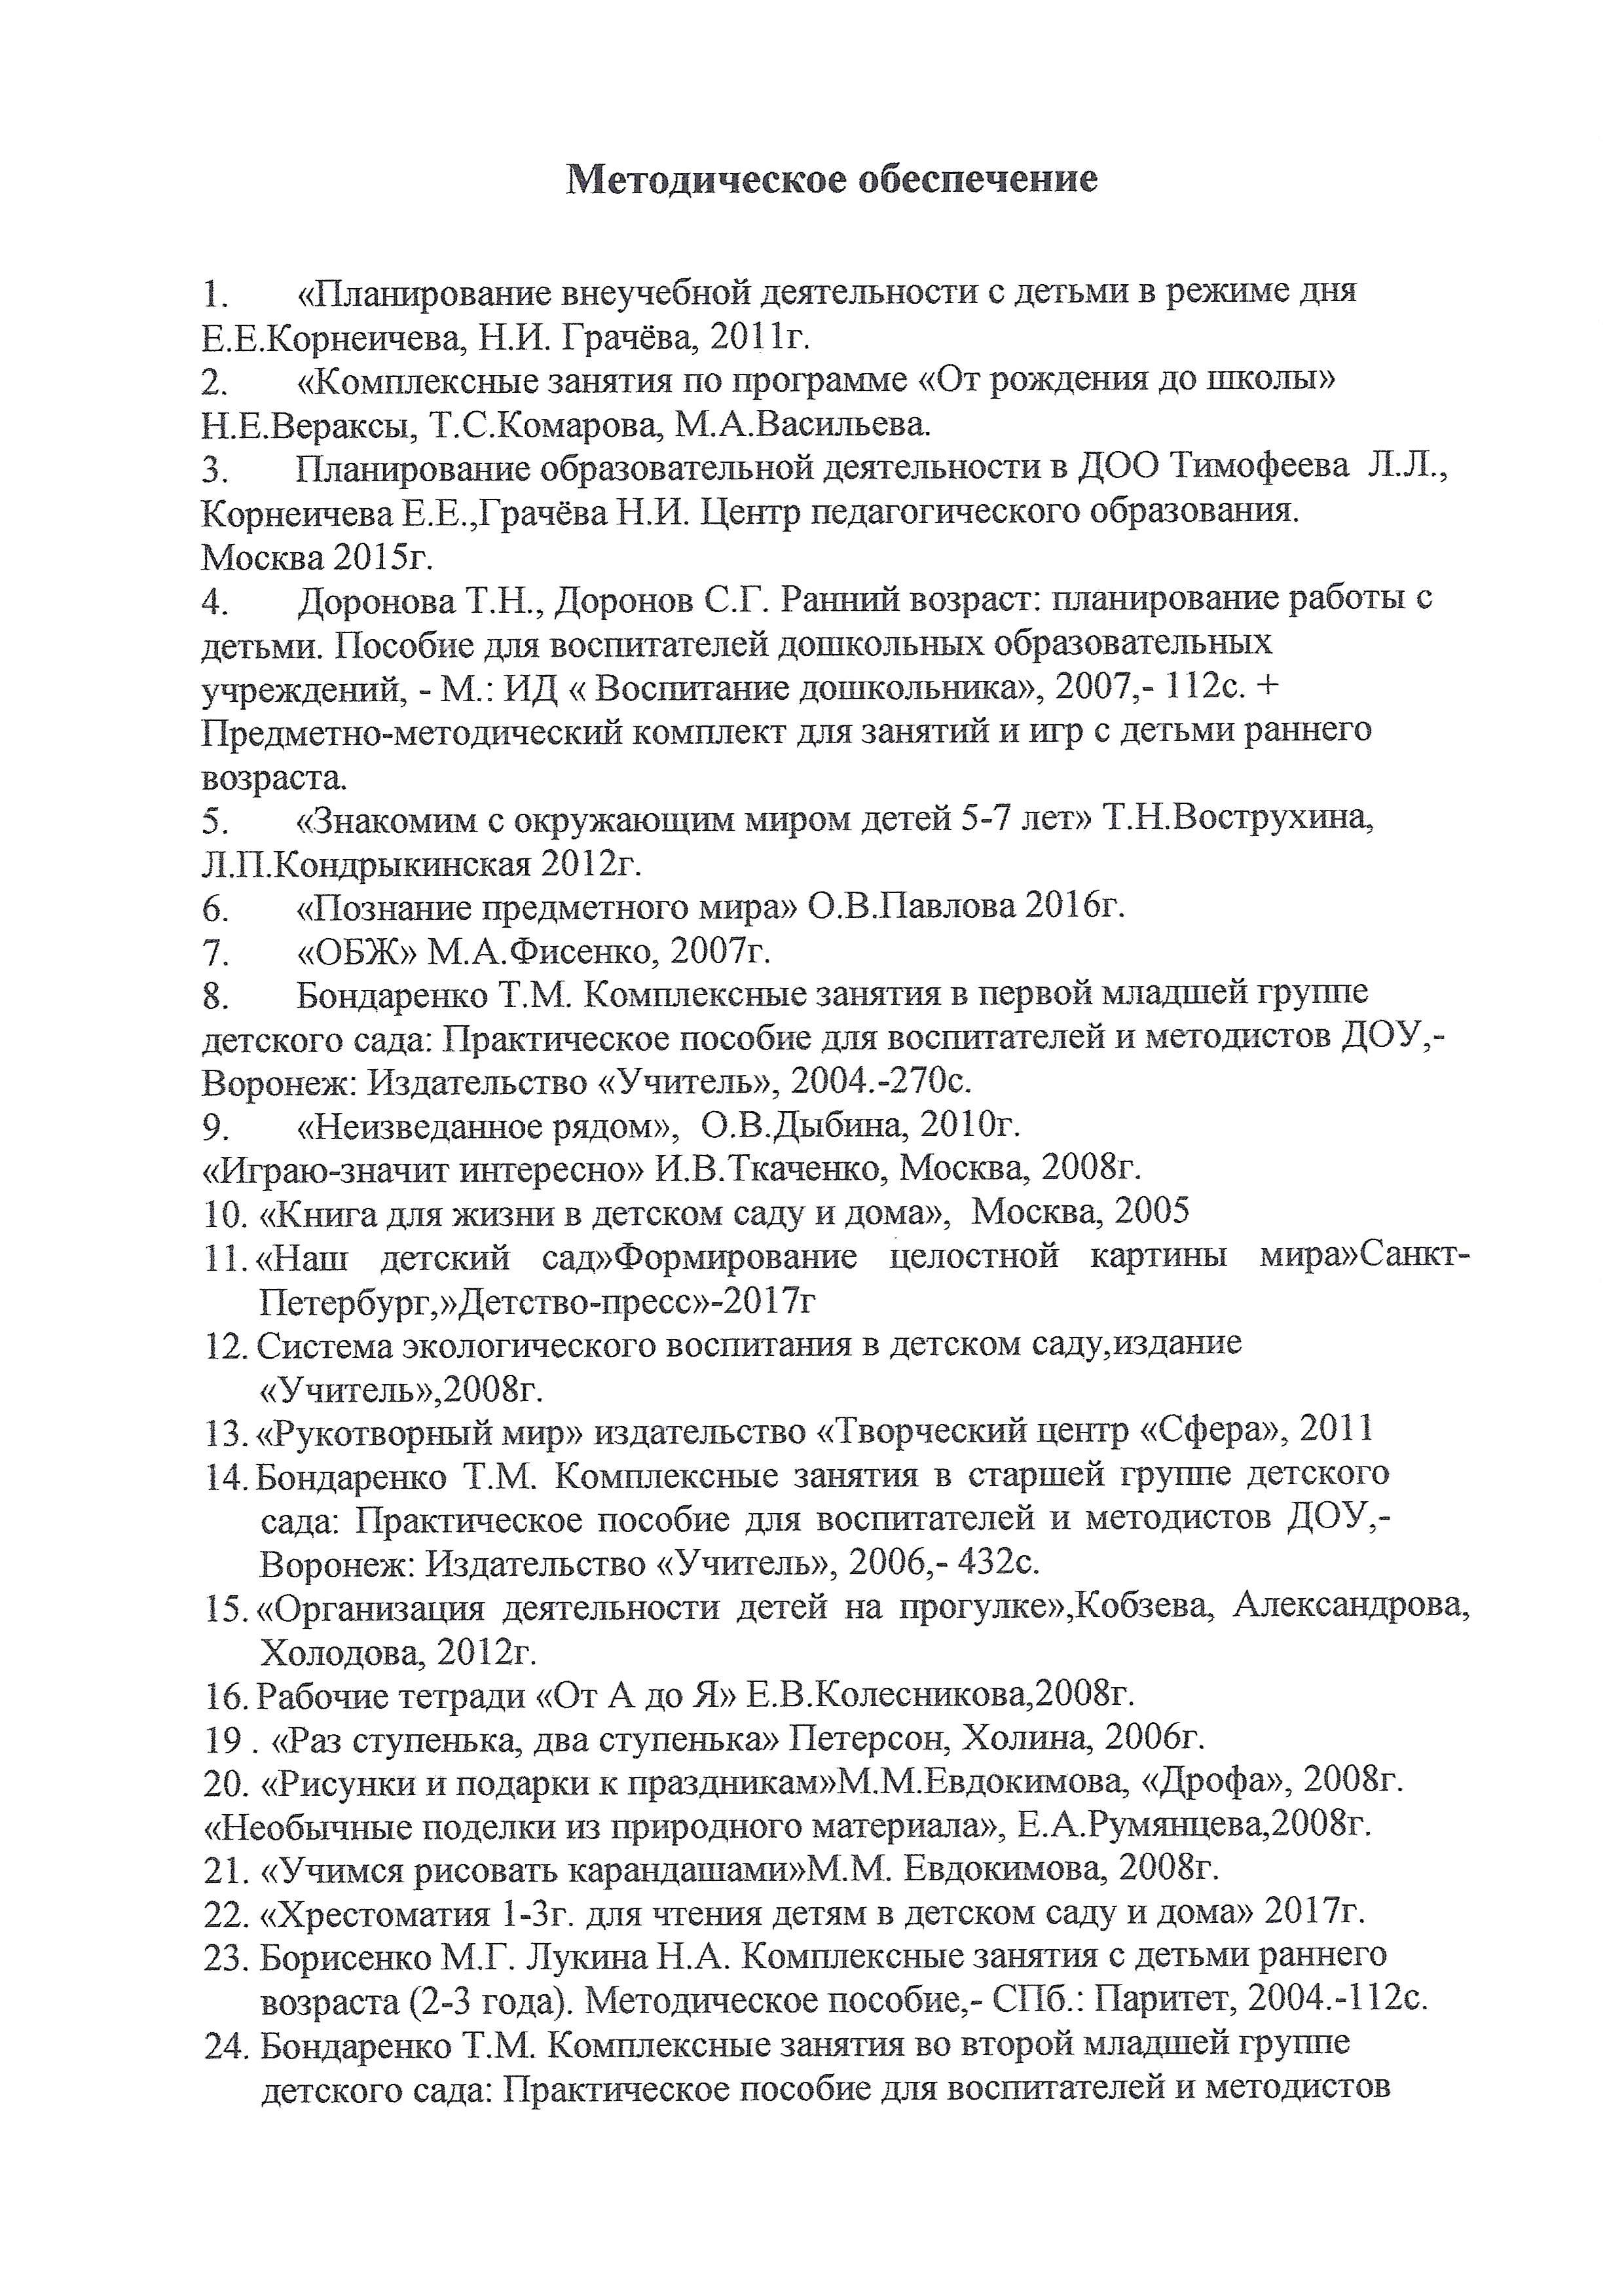 Методическое обеспечение
1. «Планирование внеучебной деятельности с детьми в режиме дня
Е.Е.Корнеичева, Н.И. Грачёва, 2011г.
2. «Комплексные занятия по программе «От рождения до школы»
Н.Е.Вераксы, Т.С.Комарова, М.А.Васильева.
3. Планирование образовательной деятельности в ДОО Тимофеева Л.Л.,
Корнеичева Е.Е.,Грачёва Н.И. Центр педагогического образования.
Москва 2015г.
4. Доронова Т.Н., Доронов С.Г. Ранний возраст: планирование работы с
детьми. Пособие для воспитателей дошкольных образовательных
учреждений, - М.: ИД « Воспитание дошкольника», 2007,- 112с. +
Предметно-методический комплект для занятий и игр с детьми раннего
возраста.
5. «Знакомим с окружающим миром детей 5-7 лет» Т.Н.Вострухина,
Л.П.Кондрыкинская 2012г.
6. «Познание предметного мира» О.В.Павлова 2016г.
7. «ОБЖ» М.А.Фисенко, 2007г.
8. Бондаренко Т.М. Комплексные занятия в первой младшей группе
детского сада: Практическое пособие для воспитателей и методистов ДОУ,-
Воронеж: Издательство «Учитель», 2004.-270с.
9. «Неизведанное рядом», О.В.Дыбина, 2010г.
«Играю-значит интересно» И.В.Ткаченко, Москва, 2008г.
10. «Книга для жизни в детском саду и дома», Москва, 2005
11. «Наш детский сад»Формирование целостной картины мира»Санкт-
Петербург,»Детство-пресс»-2017г
12. Система экологического воспитания в детском саду,издание
«Учитель»,2008г.
13. «Рукотворный мир» издательство «Творческий центр «Сфера», 2011
14. Бондаренко Т.М. Комплексные занятия в старшей группе детского
сада: Практическое пособие для воспитателей и методистов ДОУ,-
Воронеж: Издательство «Учитель», 2006,- 432с.
15. «Организация деятельности детей на прогулке»,Кобзева, Александрова,
Холодова, 2012г.
16. Рабочие тетради «От А до Я» Е.В.Колесникова,2008г.
19 . «Раз ступенька, два ступенька» Петерсон, Холина, 2006г.
20. «Рисунки и подарки к праздникам»М.М.Евдокимова, «Дрофа», 2008г.
«Необычные поделки из природного материала», Е.А.Румянцева,2008г.
21. «Учимся рисовать карандашами»М.М. Евдокимова, 2008г.
22. «Хрестоматия 1-3г. для чтения детям в детском саду и дома» 2017г.
23. Борисенко М.Г. Лукина Н.А. Комплексные занятия с детьми раннего
возраста (2-3 года). Методическое пособие,- СПб.: Паритет, 2004.-112с.
24. Бондаренко Т.М. Комплексные занятия во второй младшей группе
детского сада: Практическое пособие для воспитателей и методистов